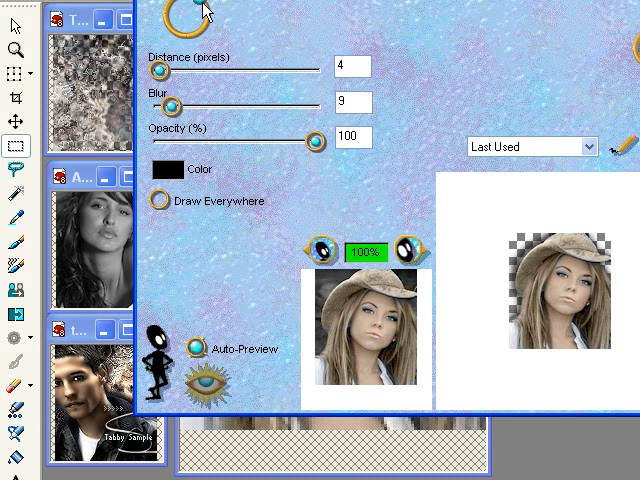 T...
Distance (pixels)
4
Blur
9
Opacity (%)
100
Last Used
Color
A...
Draw Everywhere
100%
t...
Auto-Preview
Tabby Sample